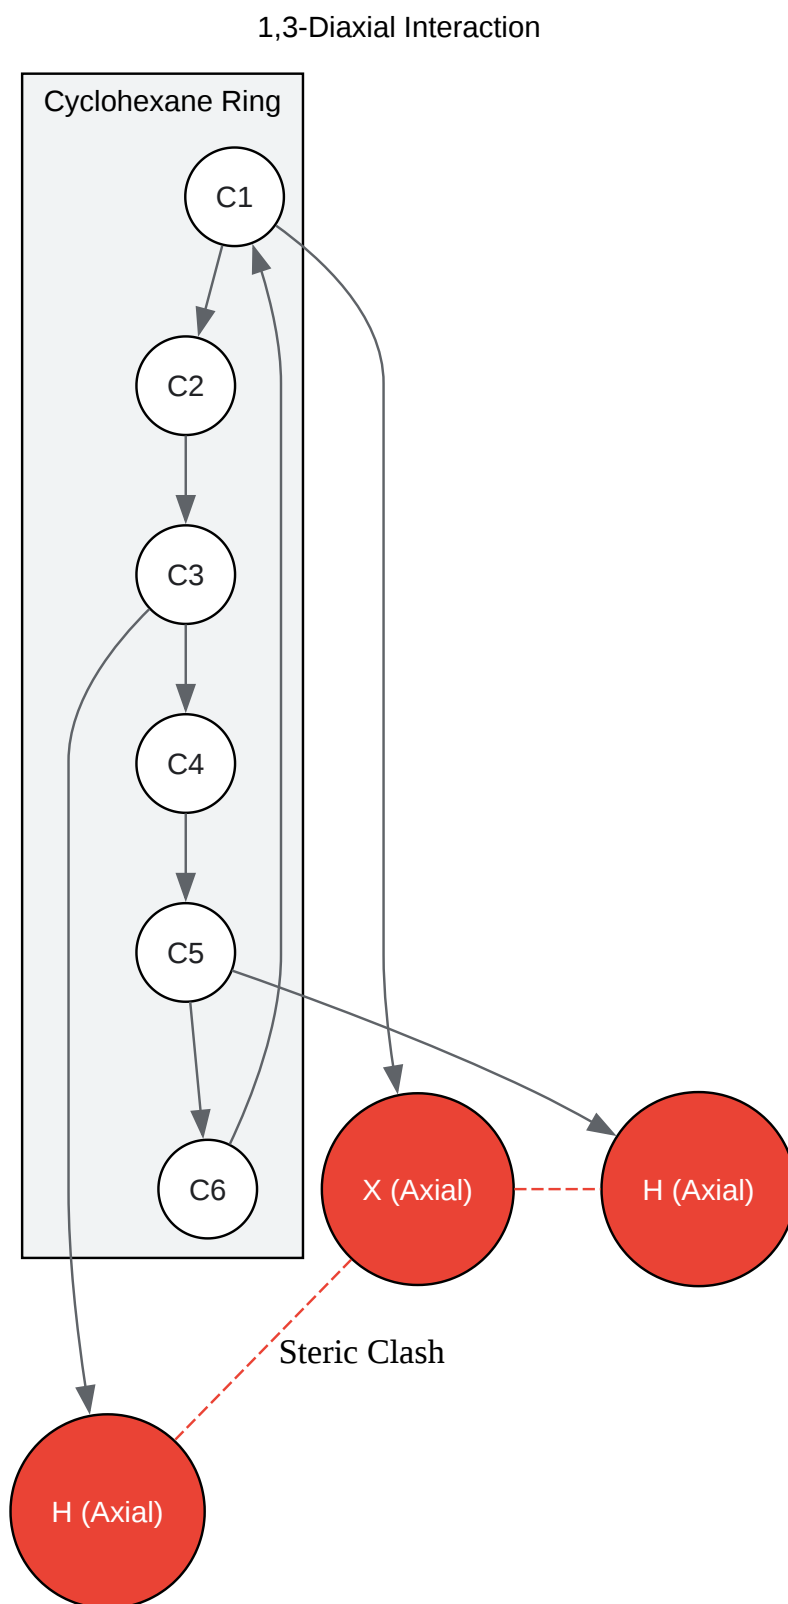 1,3-Diaxial Interaction
Cyclohexane Ring
C1
C2
C3
C4
C5
C6
X (Axial)
H (Axial)
Steric Clash
H (Axial)